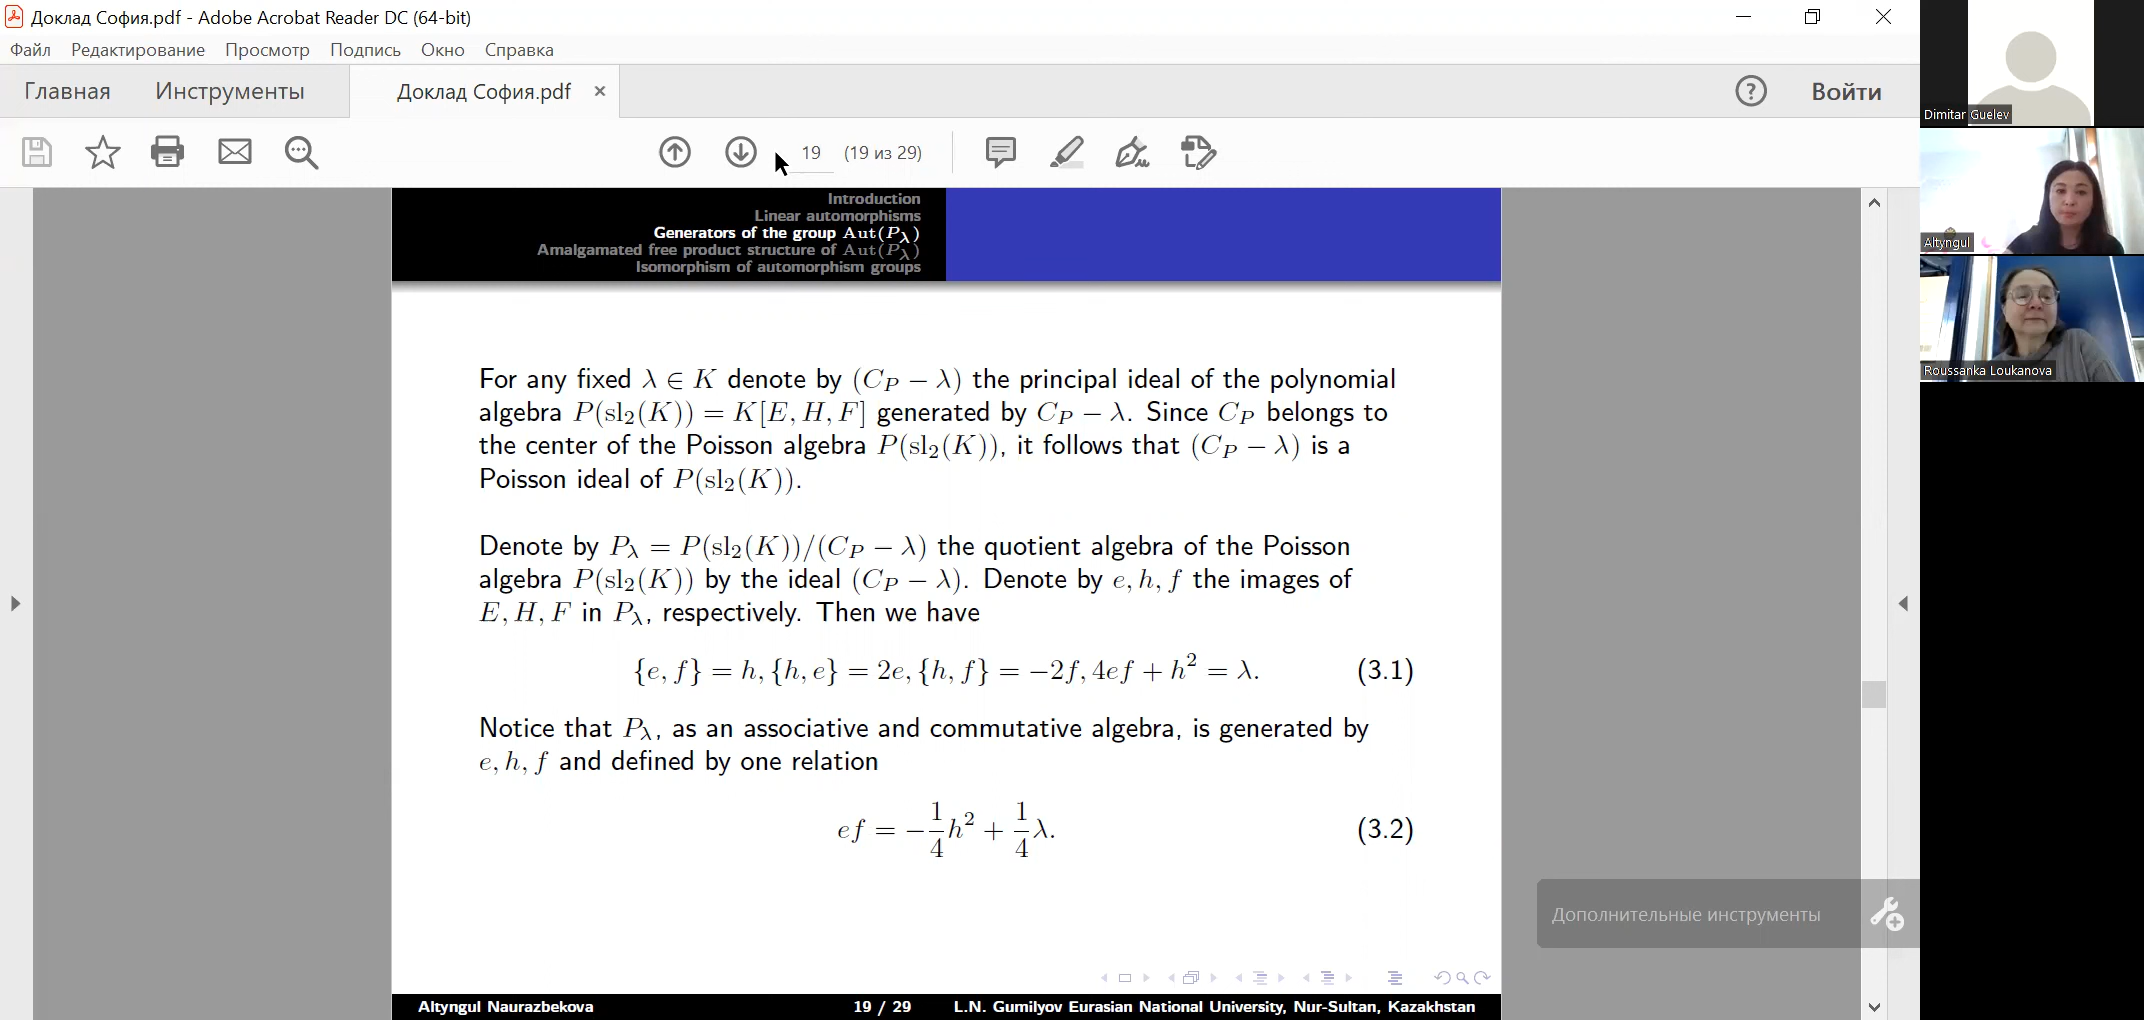 Доклад София.pdf - Adobe Acrobat Reader DC (64-bit)
Файл Редактирование Просмотр Подпись Окно Справка
Главная Инструменты Доклад София.pdf × ? Войти
19 (19 из 29)
Introduction
Linear automorphisms
Generators of the group Aut(P_λ)
Amalgamated free product structure of Aut(P_λ)
Isomorphism of automorphism groups
For any fixed λ ∈ K denote by (C_P − λ) the principal ideal of the polynomial
algebra P(sl₂(K)) = K[E, H, F] generated by C_P − λ. Since C_P belongs to
the center of the Poisson algebra P(sl₂(K)), it follows that (C_P − λ) is a
Poisson ideal of P(sl₂(K)).
Denote by P_λ = P(sl₂(K))/(C_P − λ) the quotient algebra of the Poisson
algebra P(sl₂(K)) by the ideal (C_P − λ). Denote by e, h, f the images of
E, H, F in P_λ, respectively. Then we have
{e, f} = h, {h, e} = 2e, {h, f} = −2f, 4ef + h² = λ. (3.1)
Notice that P_λ, as an associative and commutative algebra, is generated by
e, h, f and defined by one relation
ef = −1/4 h² + 1/4 λ. (3.2)
Дополнительные инструменты
Altyngul Naurazbekova 19 / 29 L.N. Gumilyov Eurasian National University, Nur-Sultan, Kazakhstan
Dimitar Guelev
Altyngul
Roussanka Loukanova